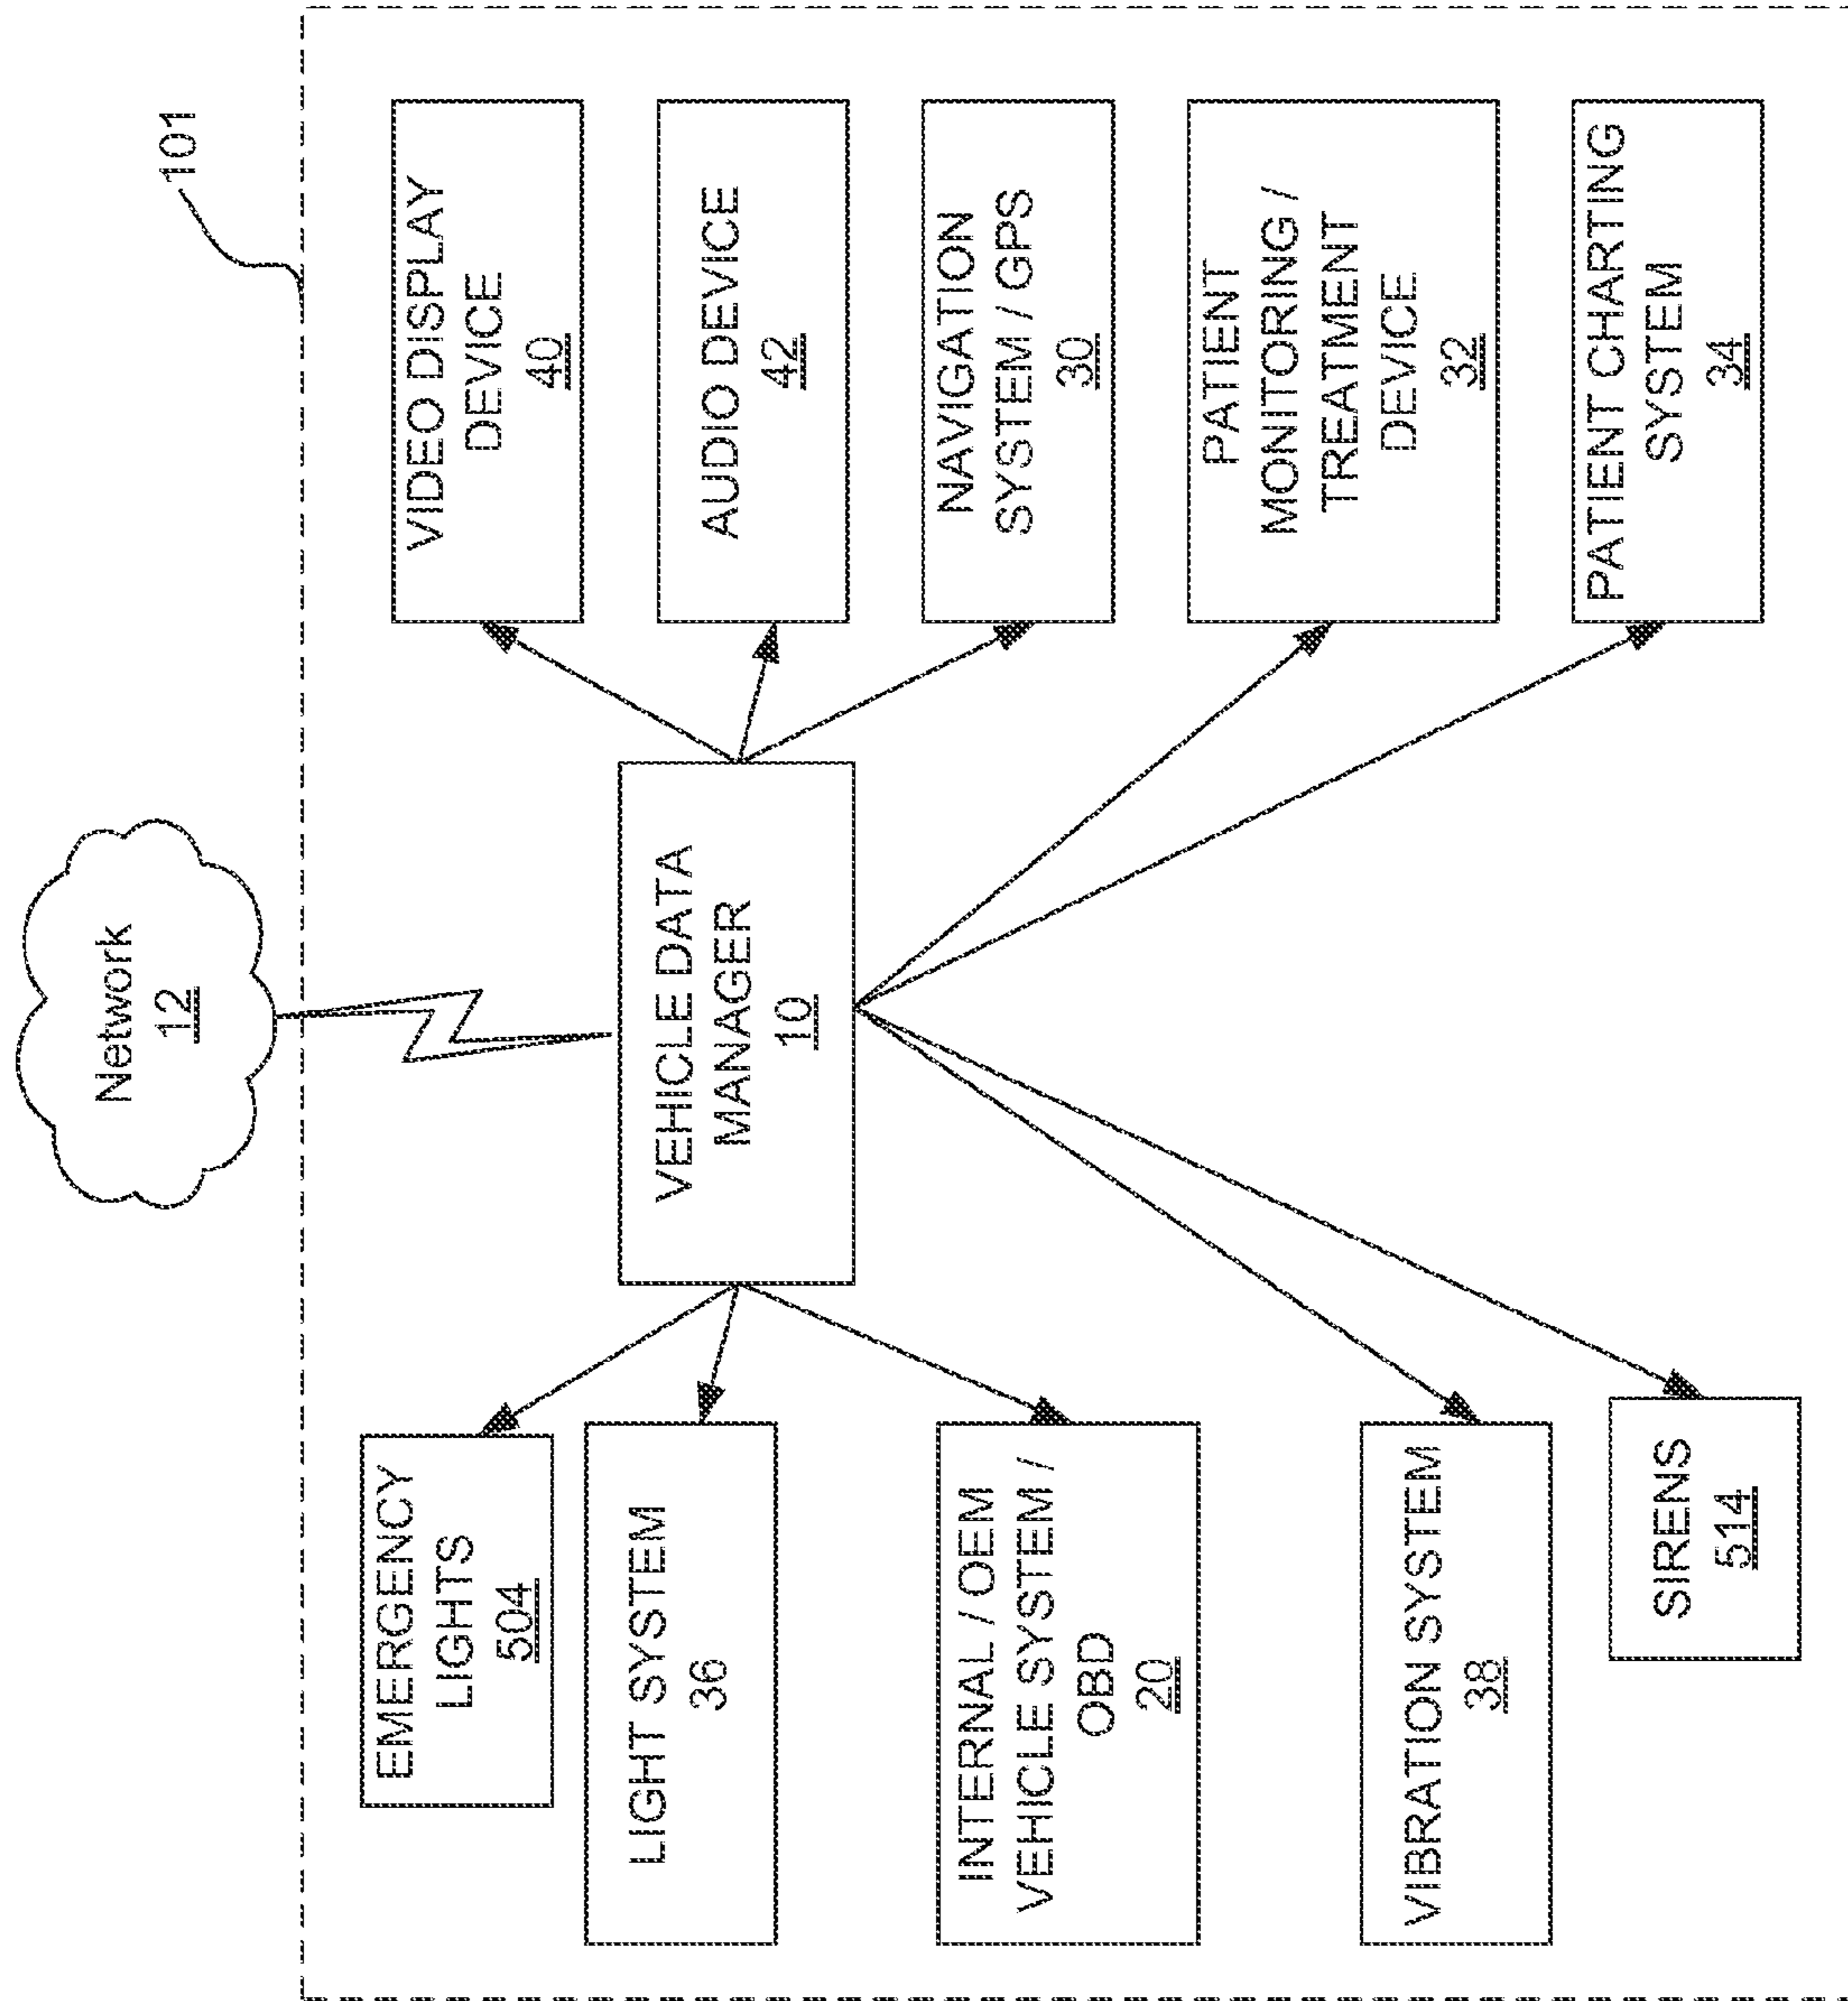 Network
12
101
EMERGENCY
LIGHTS
504
LIGHT SYSTEM
36
INTERNAL / OEM
VEHICLE SYSTEM /
OBD
20
VIBRATION SYSTEM
38
SIRENS
514
VEHICLE DATA
MANAGER
10
VIDEO DISPLAY
DEVICE
40
AUDIO DEVICE
42
NAVIGATION
SYSTEM / GPS
30
PATIENT
MONITORING /
TREATMENT
DEVICE
32
PATIENT CHARTING
SYSTEM
34